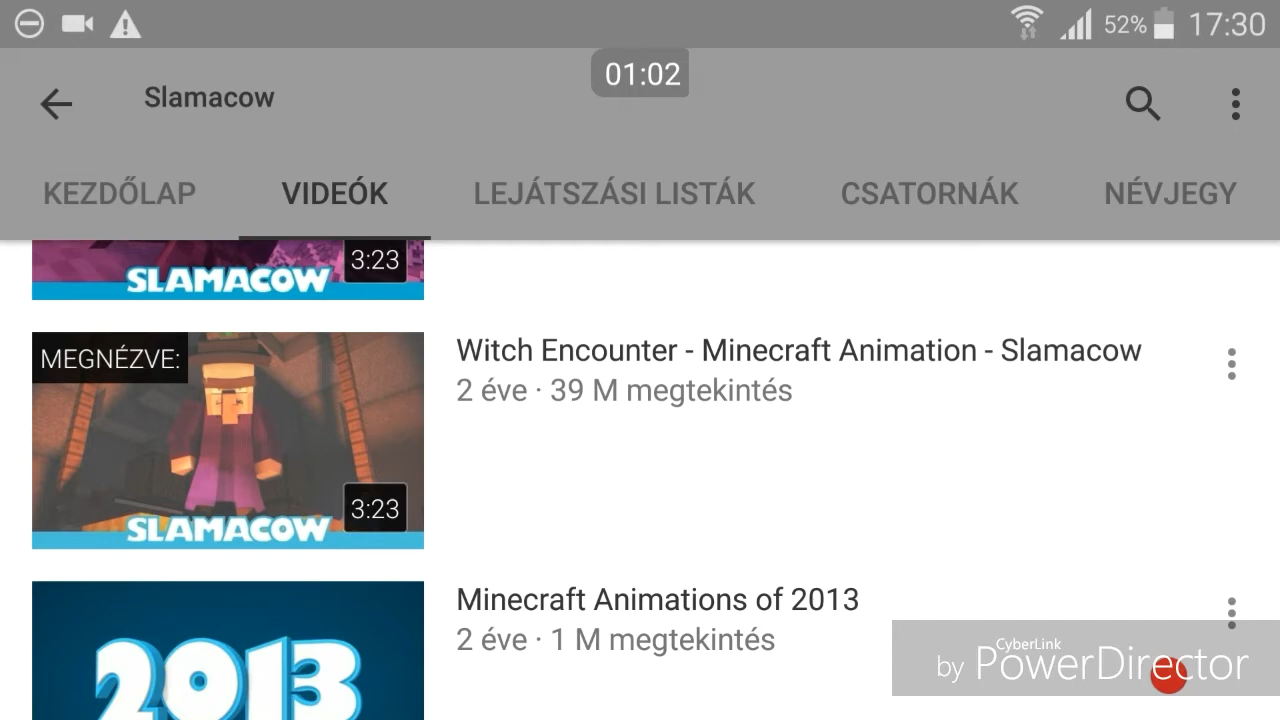 52% 17:30
01:02
Slamacow
KEZDŐLAP VIDEÓK LEJÁTSZÁSI LISTÁK CSATORNÁK NÉVJEGY
3:23
SLAMACOW
MEGNÉZVE:
Witch Encounter - Minecraft Animation - Slamacow
2 éve · 39 M megtekintés
3:23
SLAMACOW
Minecraft Animations of 2013
2 éve · 1 M megtekintés
2013
CyberLink
by PowerDirector